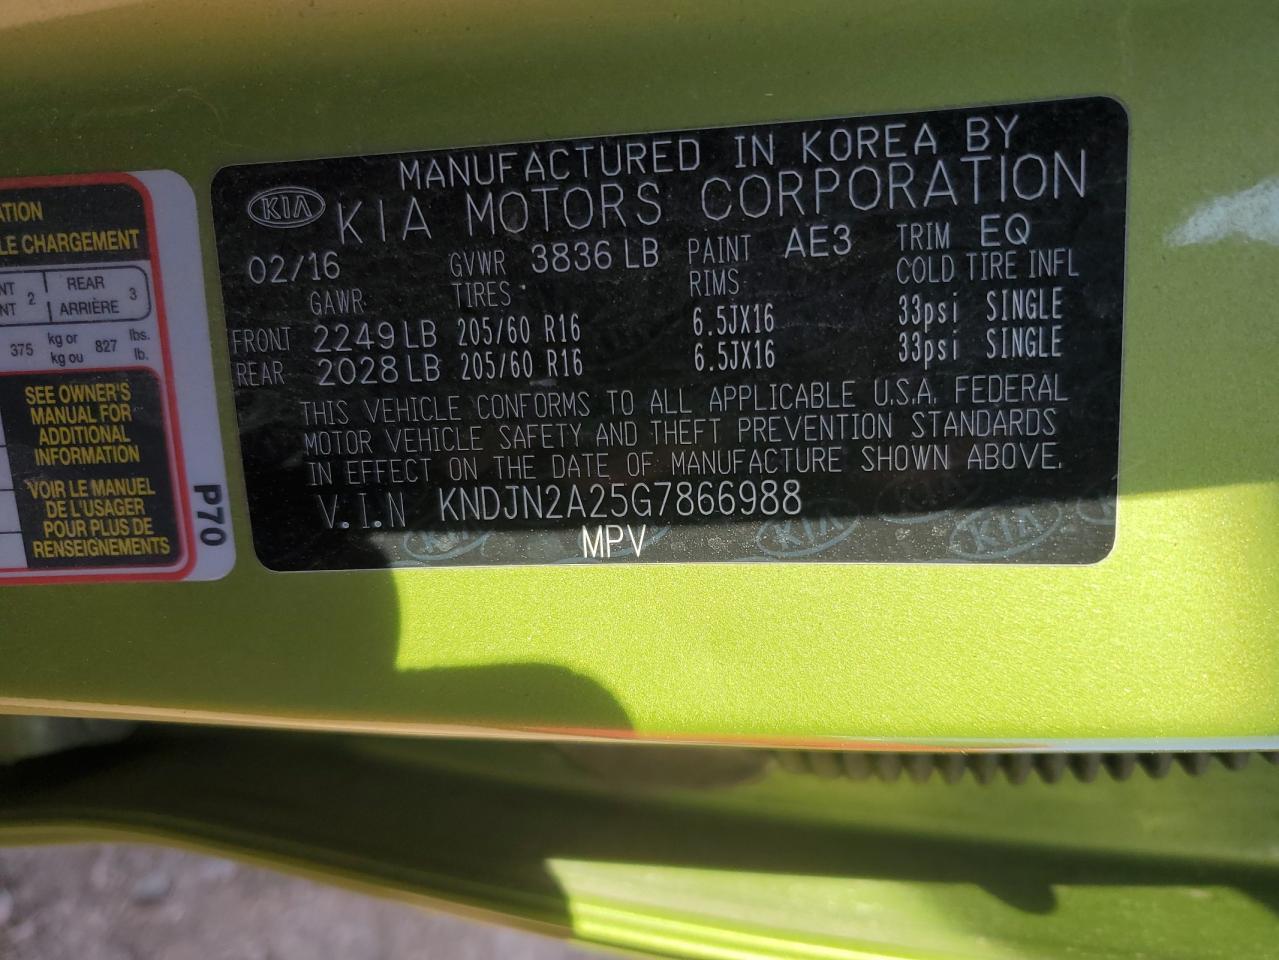 MANUFACTURED IN KOREA BY
KIA KIA MOTORS CORPORATION
02/16 GVWR 3836 LB PAINT AE3 TRIM EQ
GAWR TIRES RIMS COLD TIRE INFL
FRONT 2249 LB 205/60 R16 6.5JX16 33psi SINGLE
REAR 2028 LB 205/60 R16 6.5JX16 33psi SINGLE
THIS VEHICLE CONFORMS TO ALL APPLICABLE U.S.A. FEDERAL
MOTOR VEHICLE SAFETY AND THEFT PREVENTION STANDARDS
IN EFFECT ON THE DATE OF MANUFACTURE SHOWN ABOVE.
V.I.N KNDJN2A25G7866988
MPV
KIA KIA KIA
CHARGEMENT
2 REAR 3
ARRIÈRE
375 kg or 827 lbs.
kg ou lb.
SEE OWNER'S
MANUAL FOR
ADDITIONAL
INFORMATION
VOIR LE MANUEL
DE L'USAGER
POUR PLUS DE
RENSEIGNEMENTS
P70